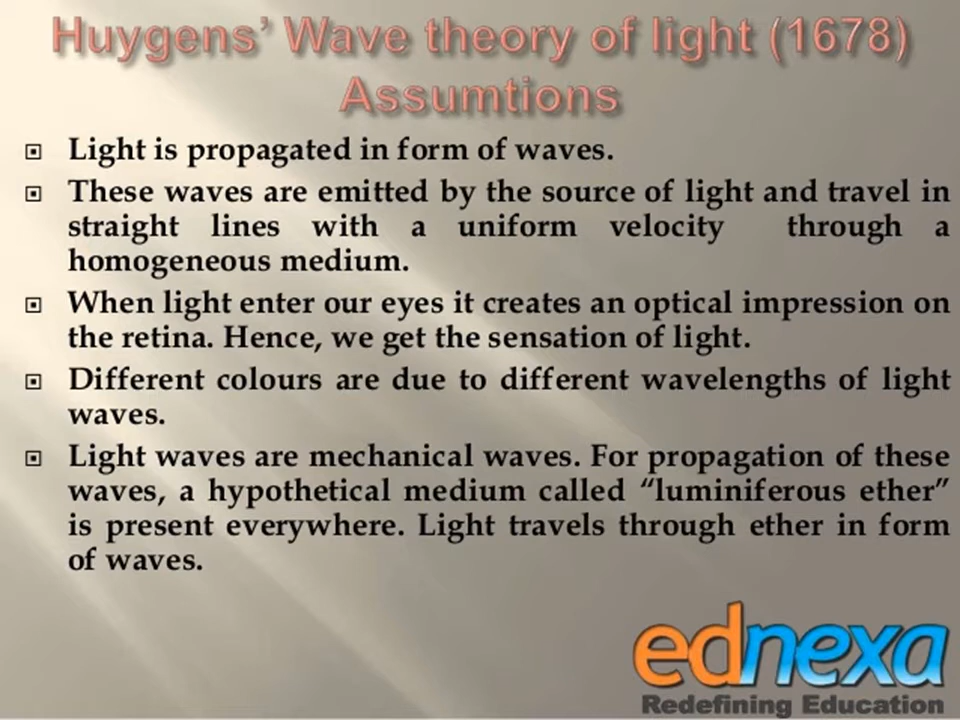 Huygens’ Wave theory of light (1678)
Assumtions
Light is propagated in form of waves.
These waves are emitted by the source of light and travel in
straight lines with a uniform velocity through a
homogeneous medium.
When light enter our eyes it creates an optical impression on
the retina. Hence, we get the sensation of light.
Different colours are due to different wavelengths of light
waves.
Light waves are mechanical waves. For propagation of these
waves, a hypothetical medium called “luminiferous ether”
is present everywhere. Light travels through ether in form
of waves.
ednexa
Redefining Education